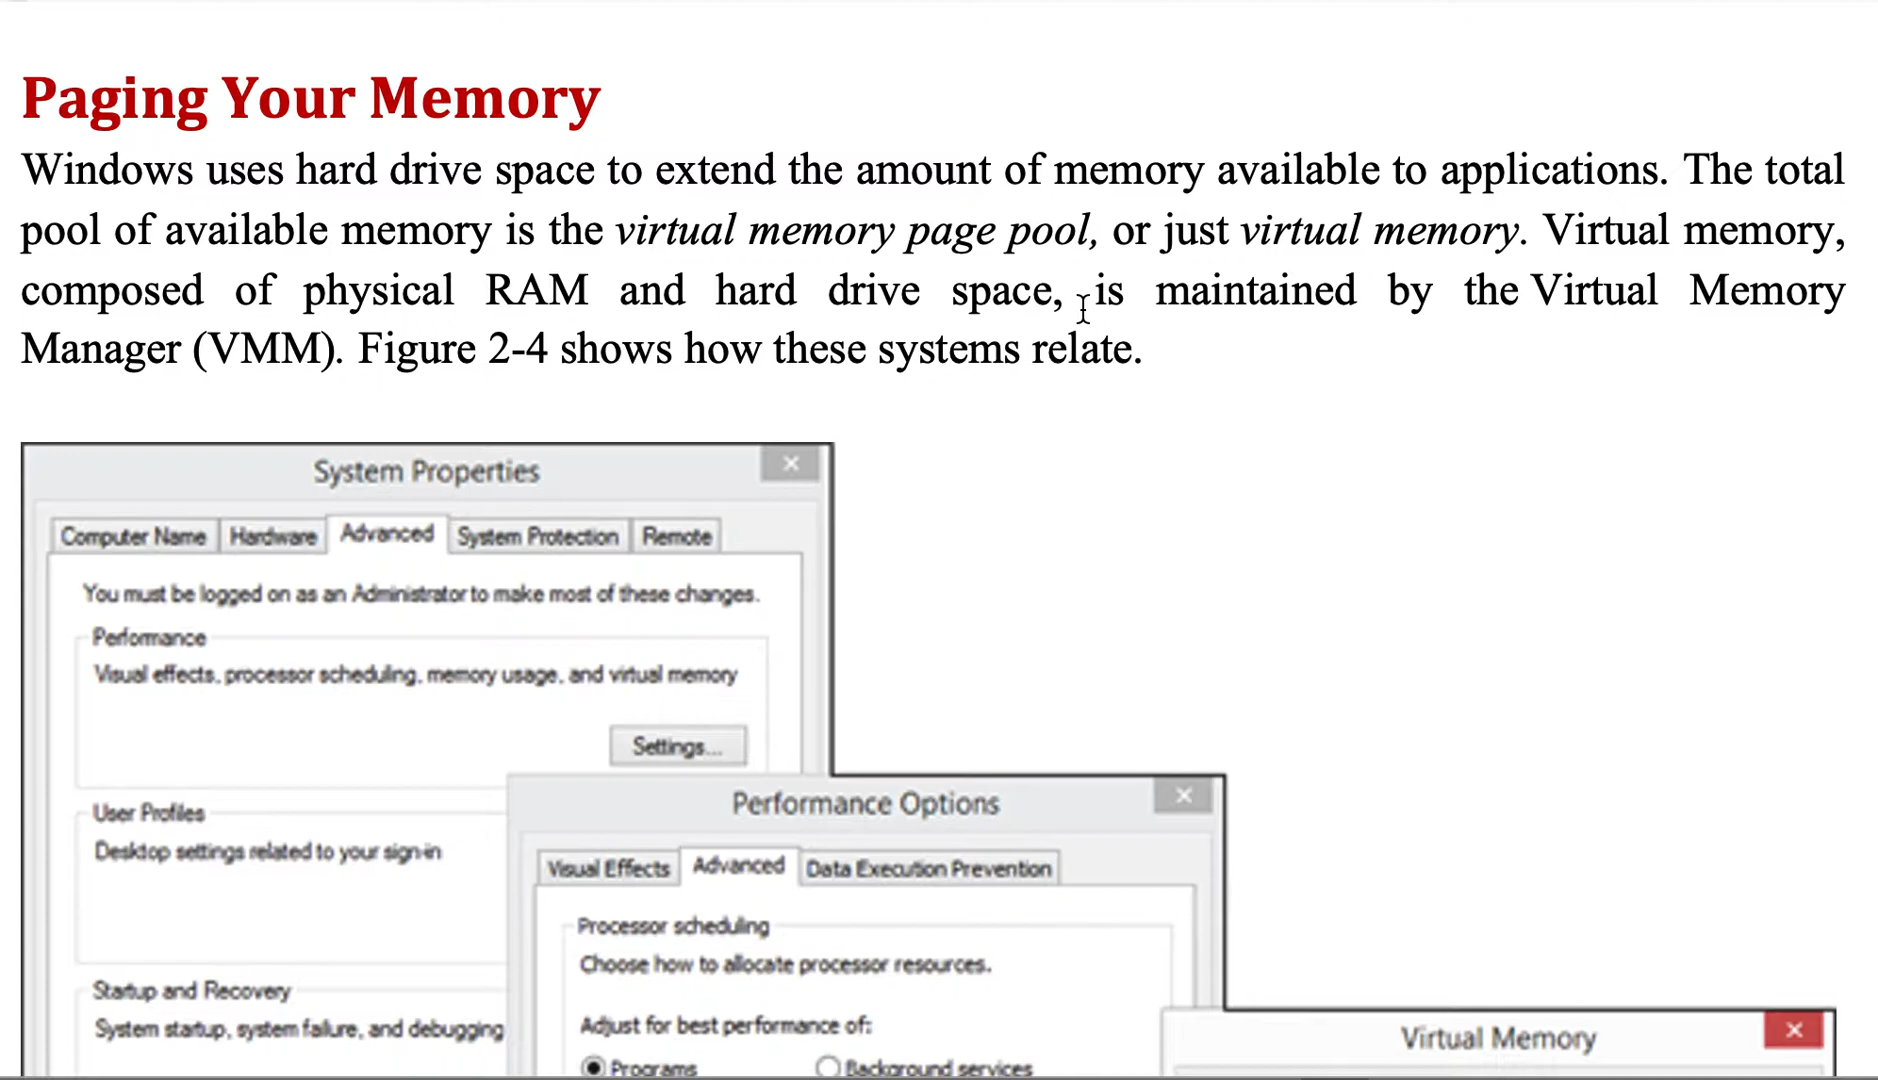 Paging Your Memory
Windows uses hard drive space to extend the amount of memory available to applications. The total
pool of available memory is the virtual memory page pool, or just virtual memory. Virtual memory,
composed of physical RAM and hard drive space, is maintained by the Virtual Memory
Manager (VMM). Figure 2-4 shows how these systems relate.
System Properties
Computer Name Hardware Advanced System Protection Remote
You must be logged on as an Administrator to make most of these changes.
Performance
Visual effects, processor scheduling, memory usage, and virtual memory
Settings...
User Profiles
Desktop settings related to your sign-in
Startup and Recovery
System startup, system failure, and debugging
Performance Options
Visual Effects Advanced Data Execution Prevention
Processor scheduling
Choose how to allocate processor resources.
Adjust for best performance of:
Programs Background services
Virtual Memory